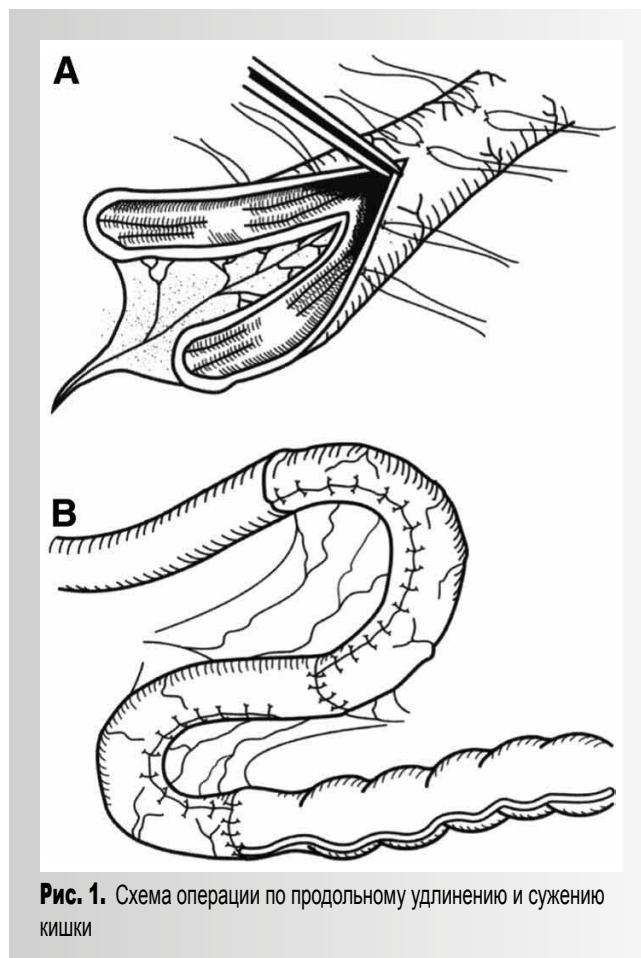 A
B
Рис. 1. Схема операции по продольному удлинению и сужению
кишки